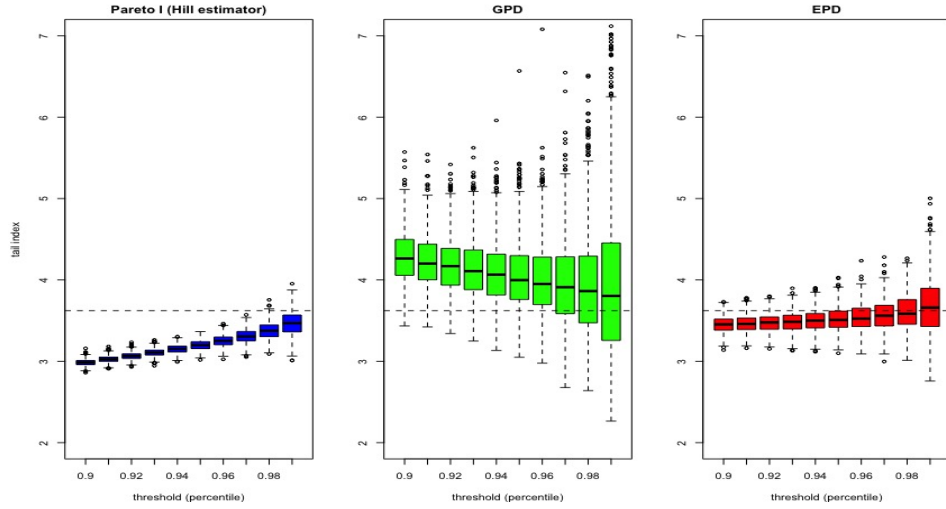 Pareto I (Hill estimator)
GPD
EPD
tail index
7
6
5
4
3
2
0.9 0.92 0.94 0.96 0.98
threshold (percentile)
7
6
5
4
3
2
0.9 0.92 0.94 0.96 0.98
threshold (percentile)
7
6
5
4
3
2
0.9 0.92 0.94 0.96 0.98
threshold (percentile)